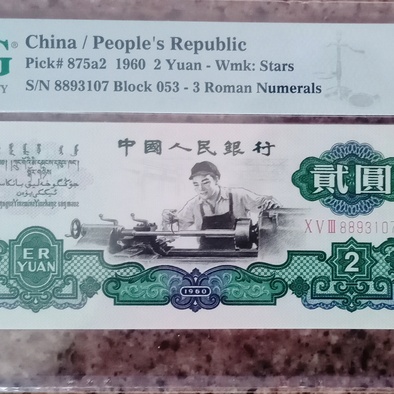 G®
Y
China / People's Republic
Pick# 875a2 1960 2 Yuan - Wmk: Stars
S/N 8893107 Block 053 - 3 Roman Numerals
中國人民銀行
貳圓
XVIII 8893107
ER
YUAN
1960
2